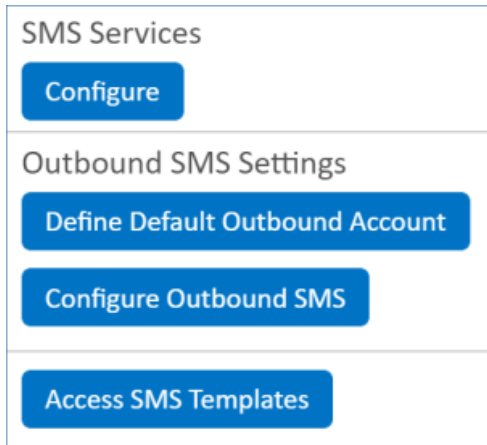 SMS Services
Configure
Outbound SMS Settings
Define Default Outbound Account
Configure Outbound SMS
Access SMS Templates